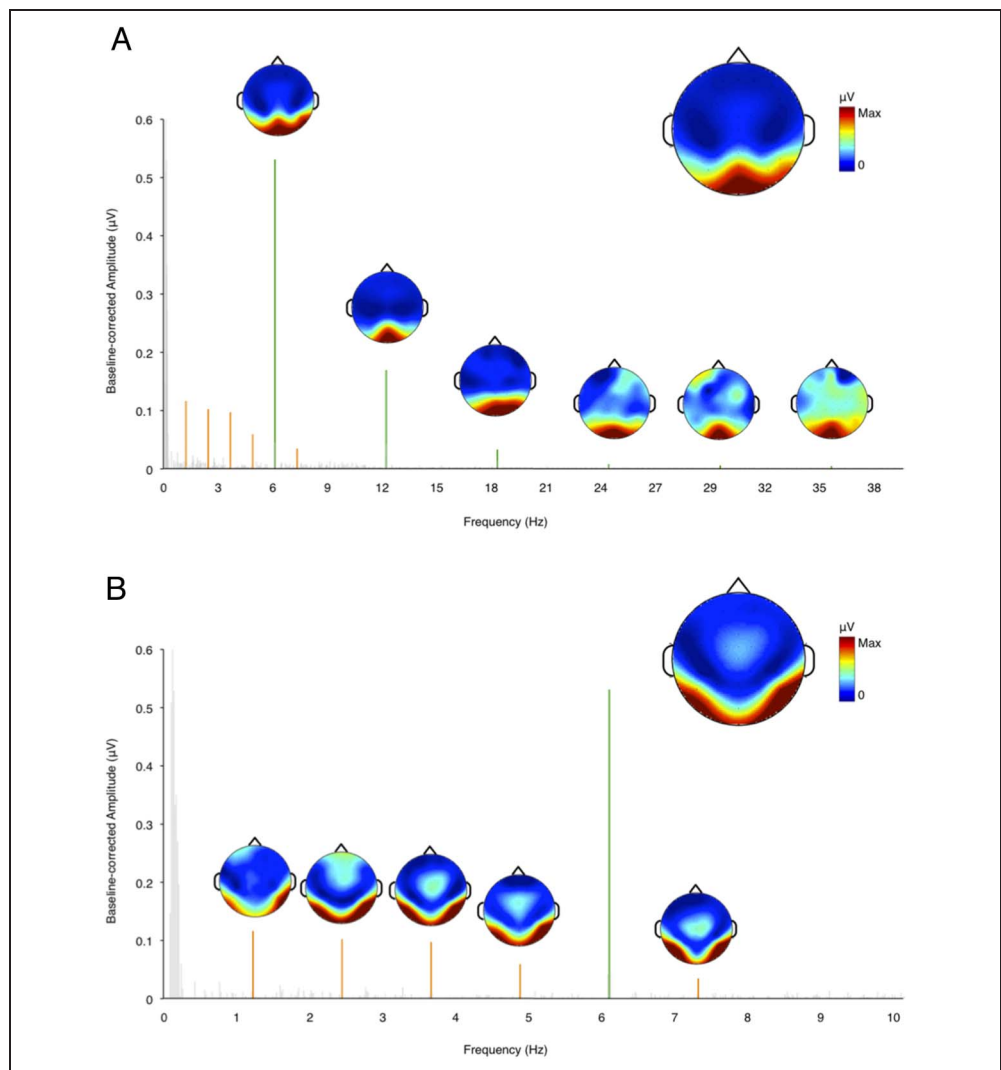 A
µV
Max
0
Baseline-corrected Amplitude (µV)
0.6
0.5
0.4
0.3
0.2
0.1
0
0 3 6 9 12 15 18 21 24 27 29 32 35 38
Frequency (Hz)
B
µV
Max
0
Baseline-corrected Amplitude (µV)
0.6
0.5
0.4
0.3
0.2
0.1
0
0 1 2 3 4 5 6 7 8 9 10
Frequency (Hz)